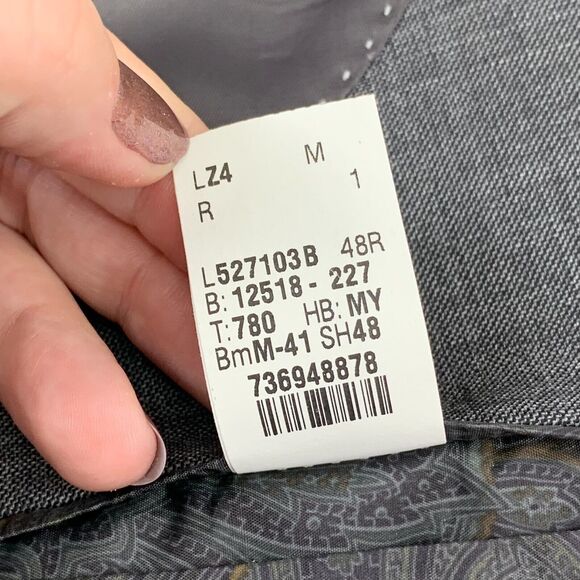 LZ4 M
R 1
L527103B 48R
B: 12518 - 227
T:780 HB: MY
BmM-41 SH48
736948878